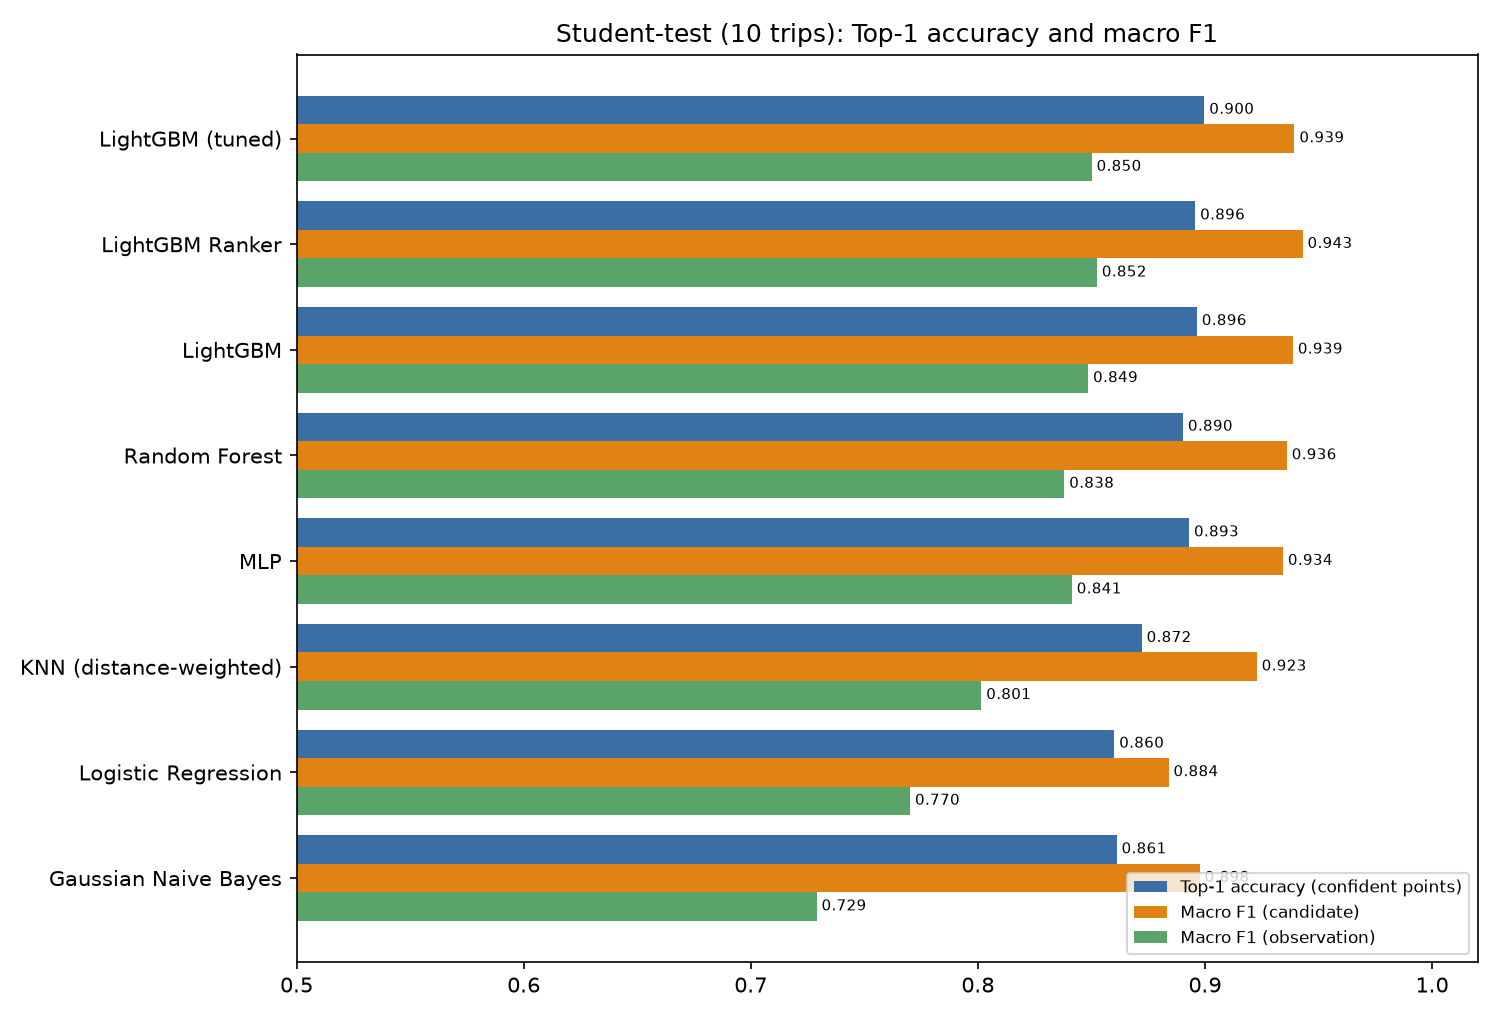 Student-test (10 trips): Top-1 accuracy and macro F1
LightGBM (tuned)
0.900
0.939
0.850
LightGBM Ranker
0.896
0.943
0.852
LightGBM
0.896
0.939
0.849
Random Forest
0.890
0.936
0.838
MLP
0.893
0.934
0.841
KNN (distance-weighted)
0.872
0.923
0.801
Logistic Regression
0.860
0.884
0.770
Gaussian Naive Bayes
0.861
0.898
0.729
Top-1 accuracy (confident points)
Macro F1 (candidate)
Macro F1 (observation)
0.5 0.6 0.7 0.8 0.9 1.0